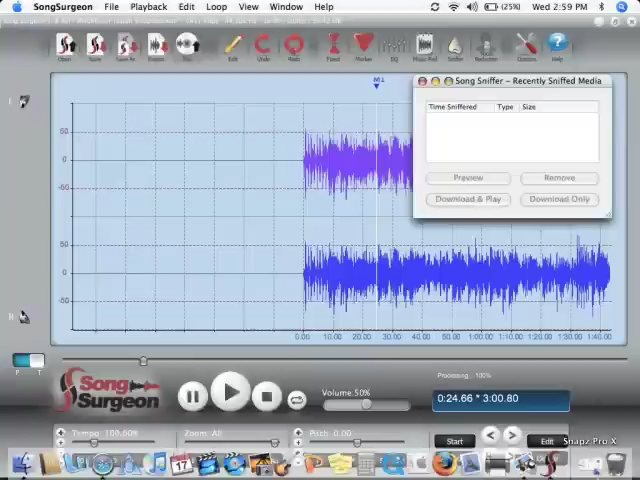 SongSurgeon File Playback Edit Loop View Window Help (25%) Wed 2:59 PM
Open Save Save As Export Edit Undo Redo Marker EQ Sniffer Options Help
M1
Song Sniffer – Recently Sniffed Media
Time Sniffered Type Size
Preview Remove
Download & Play Download Only
60
0
-60
50
0
-50
0.00 10.00 20.00 30.00 40.00 50.00 1:00.00 1:10.00 1:20.00 1:30.00 1:40.00
L
R
P T
Song
Surgeon
Volume:50%
Processing : 100%
0:24.66 * 3:00.80
Tempo: 100.00% Zoom: All Pitch: 0.00 Start Edit
Snapz Pro X
17